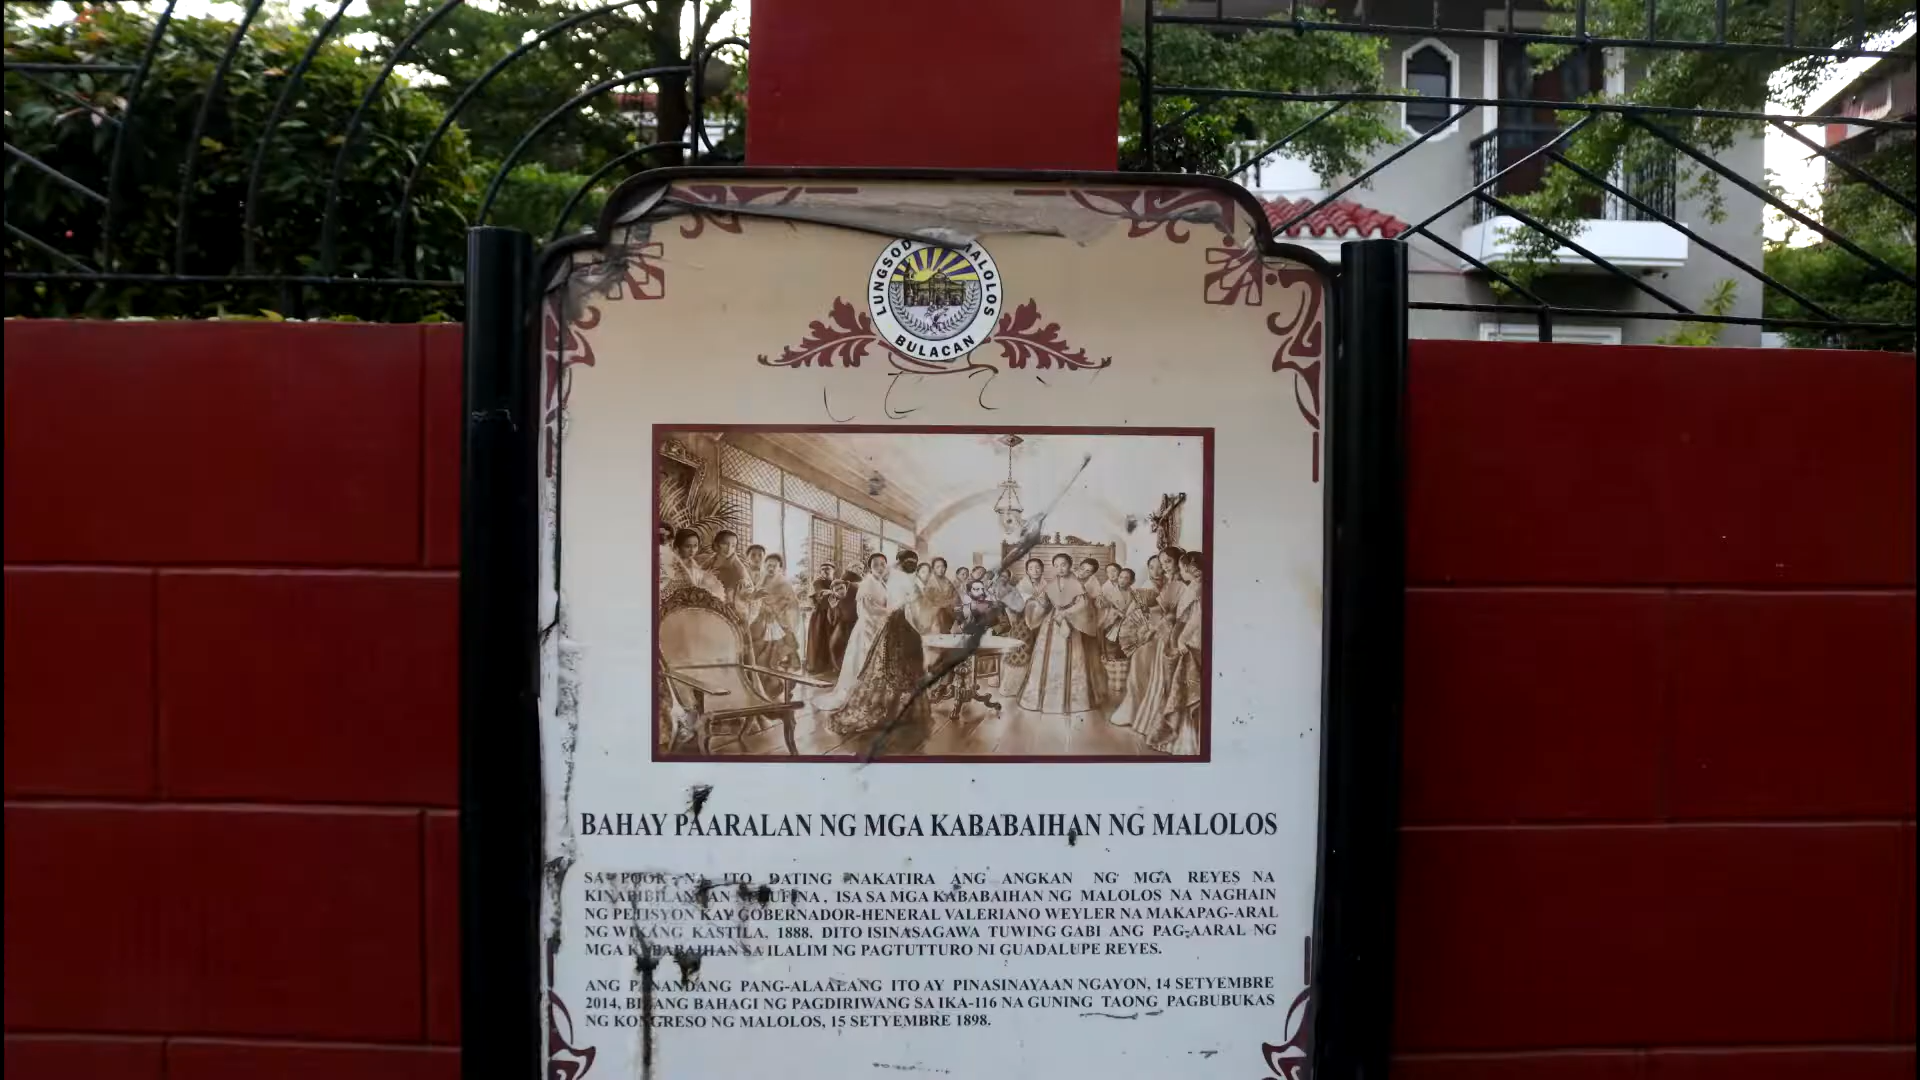 LUNGSOD MALOLOS
BULACAN
BAHAY PAARALAN NG MGA KABABAIHAN NG MALOLOS
SA POOK NA ITO DATING NAKATIRA ANG ANGKAN NG MGA REYES NA
KINABIBILANGAN NI RUFINA, ISA SA MGA KABABAIHAN NG MALOLOS NA NAGHAIN
NG PETISYON KAY GOBERNADOR-HENERAL VALERIANO WEYLER NA MAKAPAG-ARAL
NG WIKANG KASTILA, 1888. DITO ISINASAGAWA TUWING GABI ANG PAG-AARAL NG
MGA KABABAIHAN SA ILALIM NG PAGTUTTURO NI GUADALUPE REYES.
ANG PANANDANG PANG-ALAALANG ITO AY PINASINAYAAN NGAYON, 14 SETYEMBRE
2014, BILANG BAHAGI NG PAGDIRIWANG SA IKA-116 NA GUNING TAONG PAGBUBUKAS
NG KONGRESO NG MALOLOS, 15 SETYEMBRE 1898.